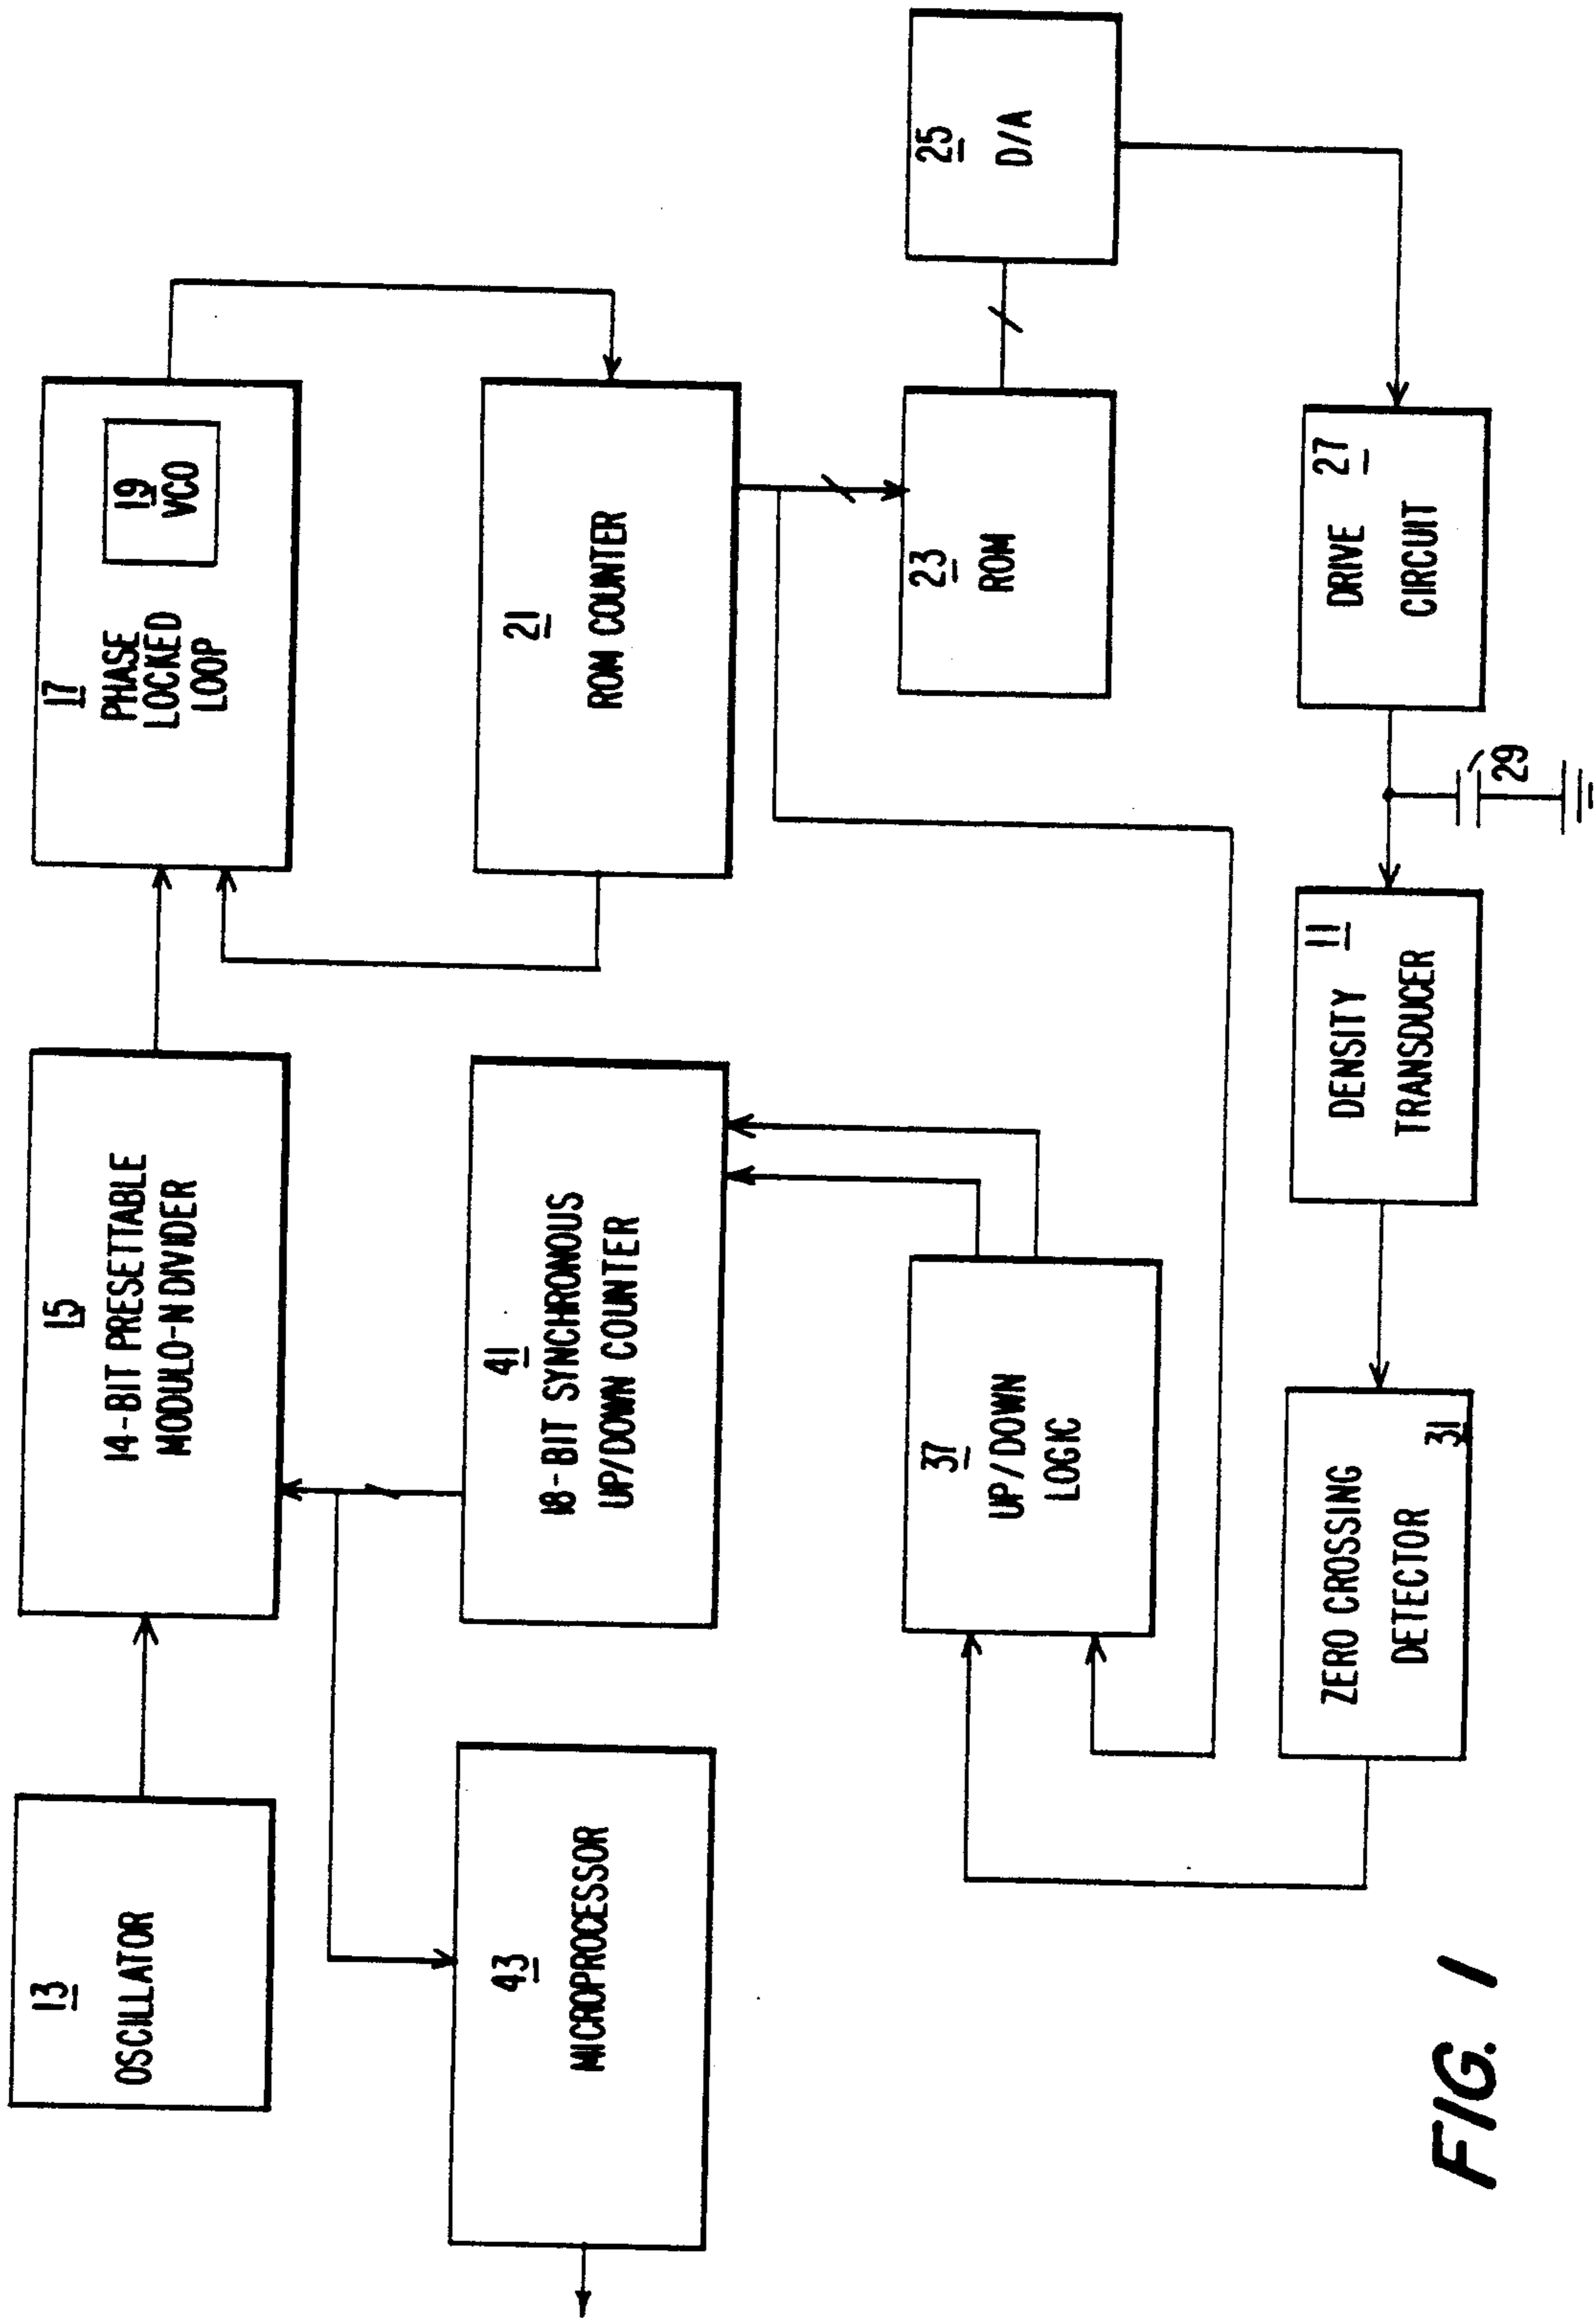 13
OSCILLATOR
15
14-BIT PRESETTABLE
MODULO-N DIVIDER
17
PHASE
LOCKED
LOOP
19
VCO
43
MICROPROCESSOR
41
18-BIT SYNCHRONOUS
UP/DOWN COUNTER
21
ROM COUNTER
37
UP/DOWN
LOGIC
23
ROM
25
D/A
ZERO CROSSING
DETECTOR
31
11
DENSITY
TRANSDUCER
29
DRIVE 27
CIRCUIT
FIG. 1